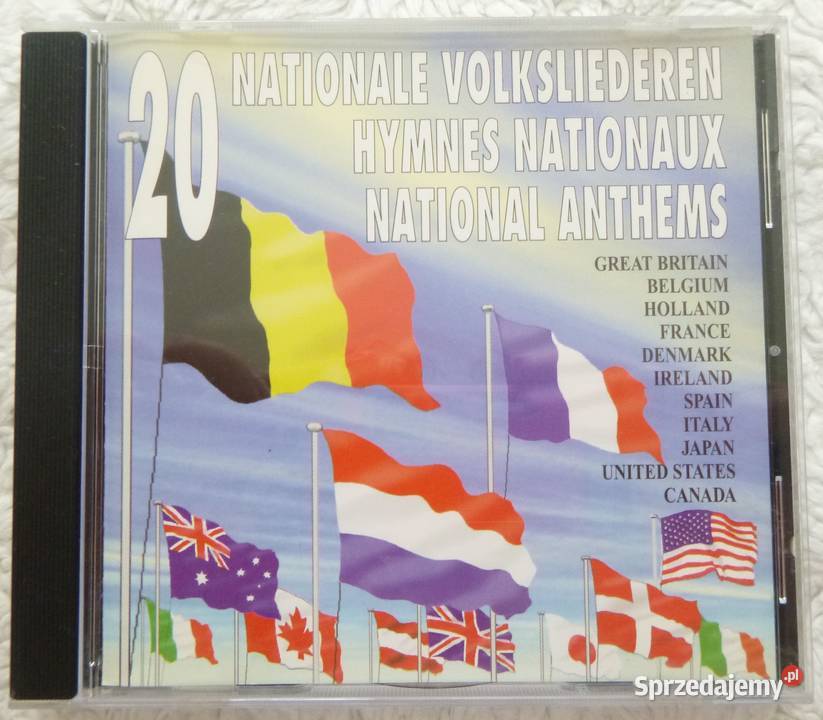 20
NATIONALE VOLKSLIEDEREN
HYMNES NATIONAUX
NATIONAL ANTHEMS
GREAT BRITAIN
BELGIUM
HOLLAND
FRANCE
DENMARK
IRELAND
SPAIN
ITALY
JAPAN
UNITED STATES
CANADA
Sprzedajemy.pl